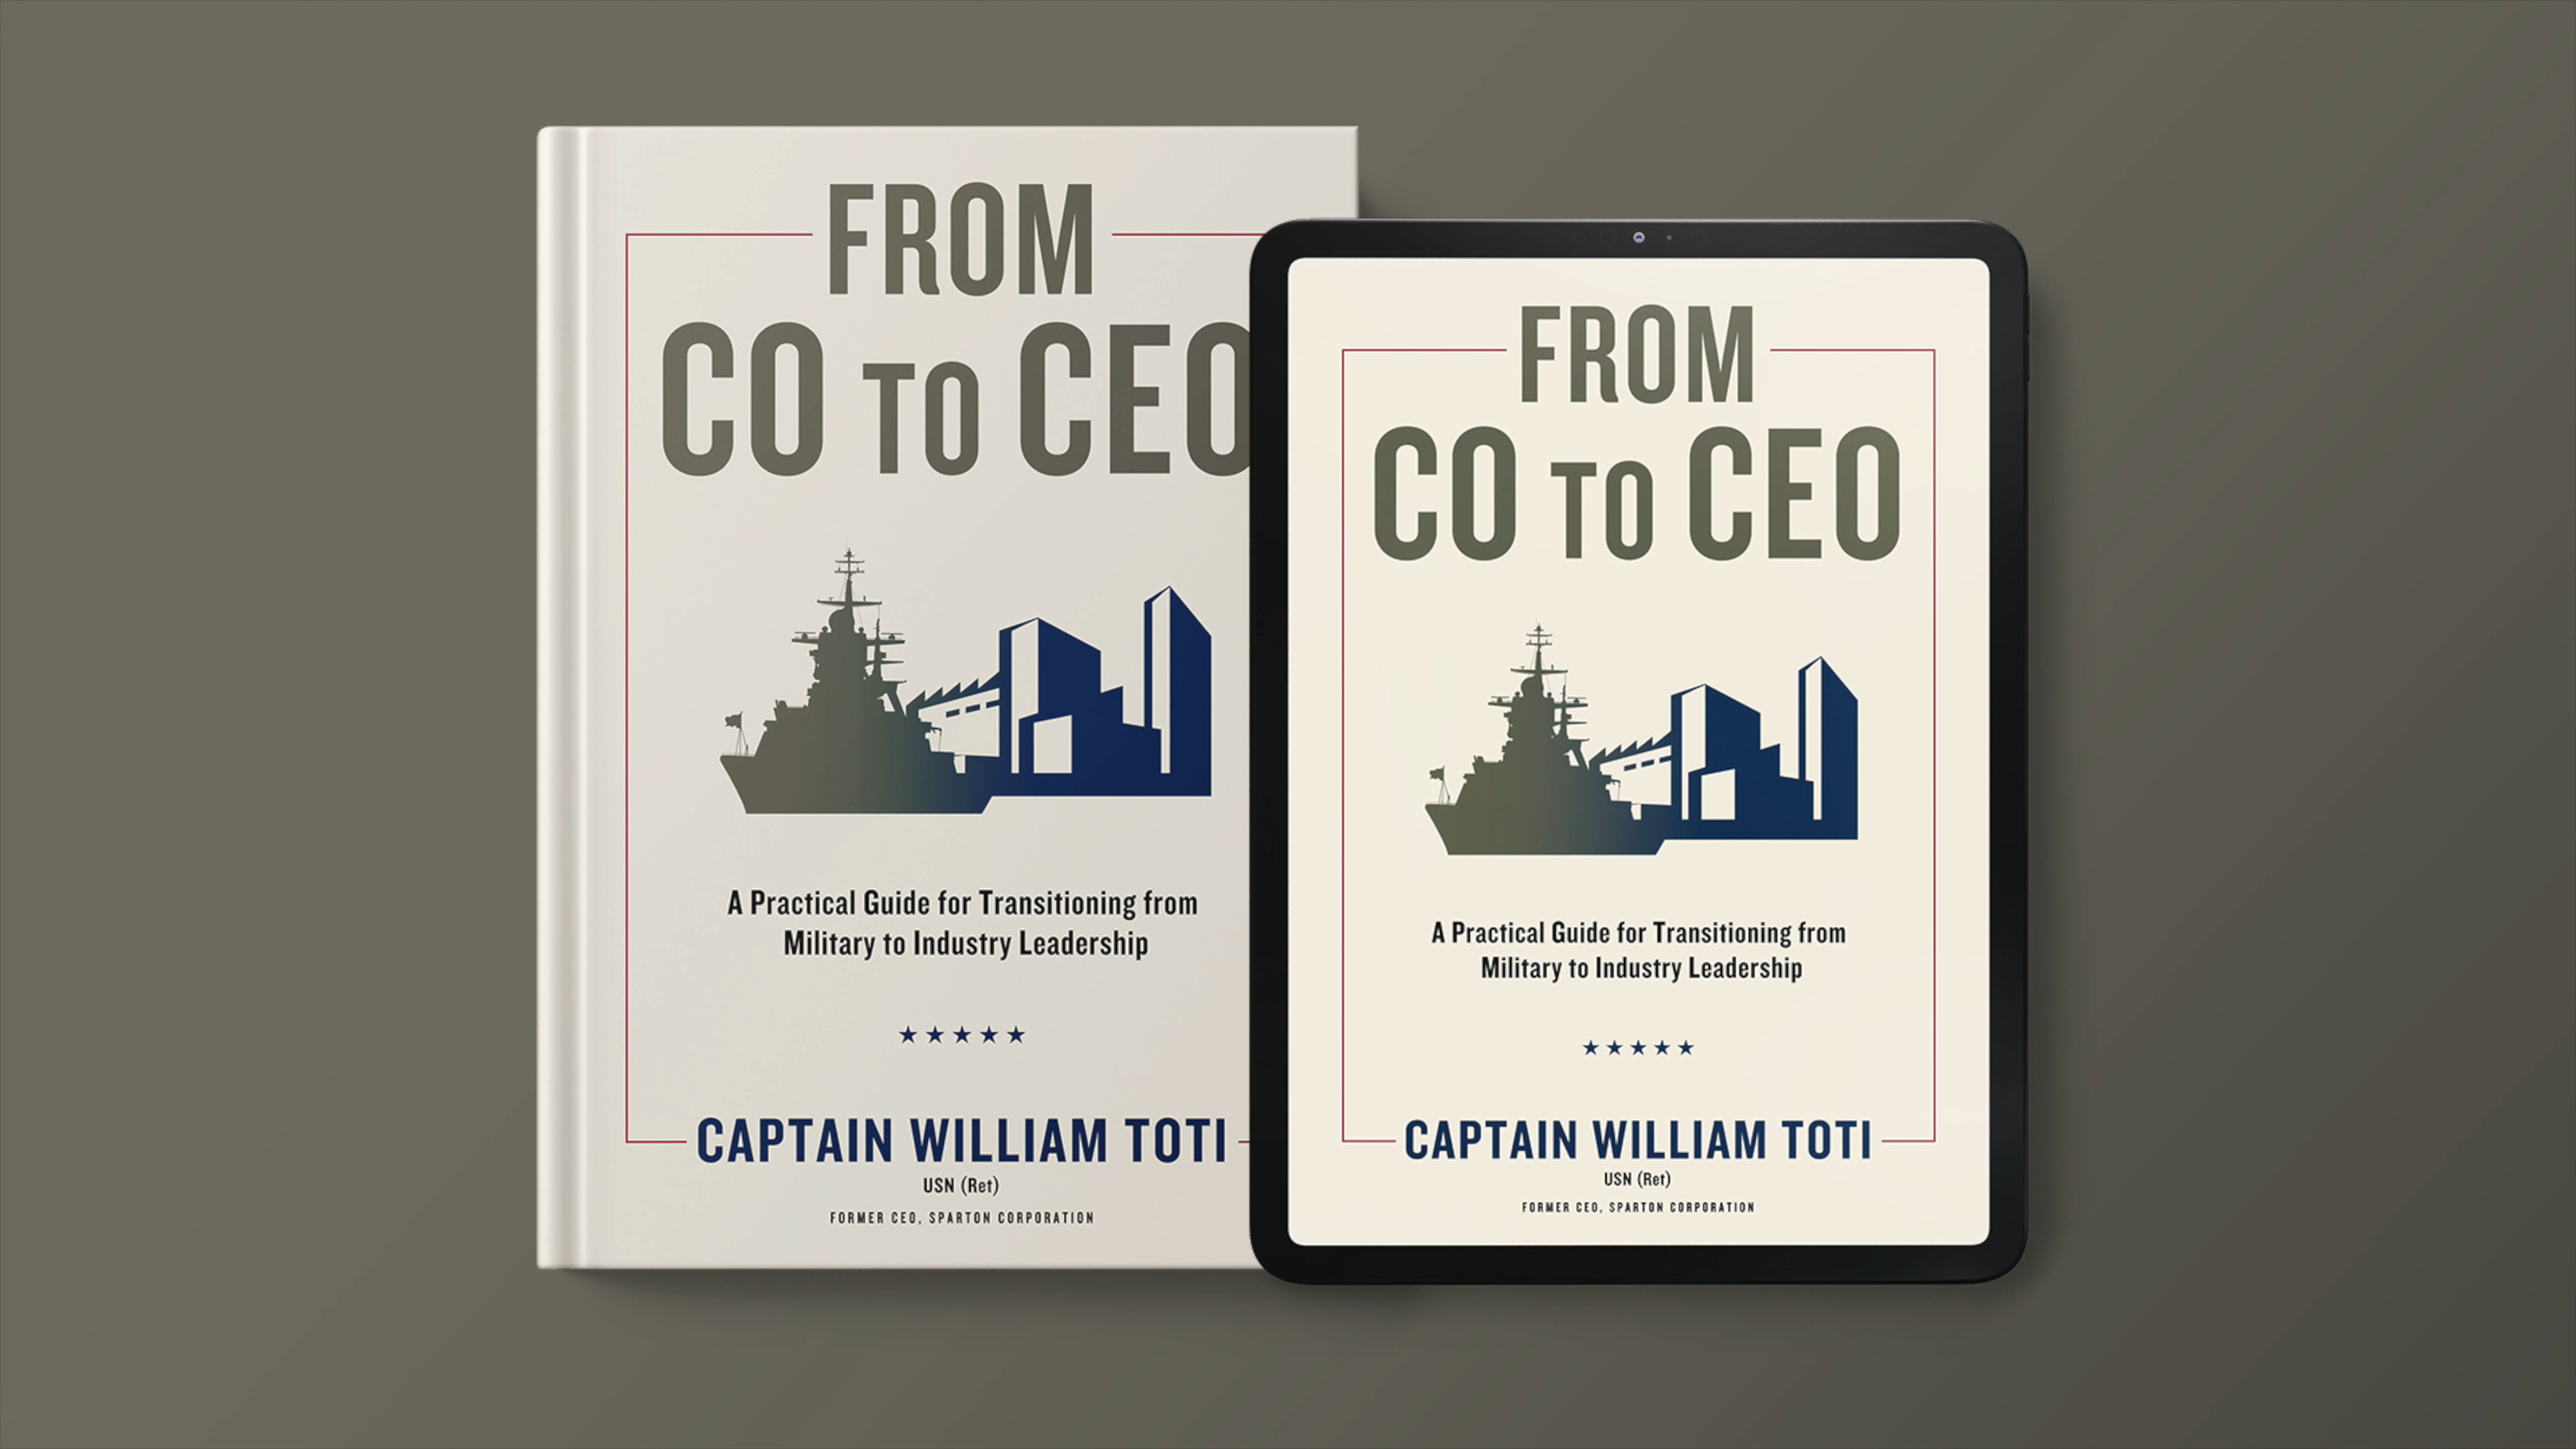 FROM
CO TO CEO
A Practical Guide for Transitioning from
Military to Industry Leadership
CAPTAIN WILLIAM TOTI
USN (Ret)
FORMER CEO, SPARTON CORPORATION
FROM
CO TO CEO
A Practical Guide for Transitioning from
Military to Industry Leadership
CAPTAIN WILLIAM TOTI
USN (Ret)
FORMER CEO, SPARTON CORPORATION